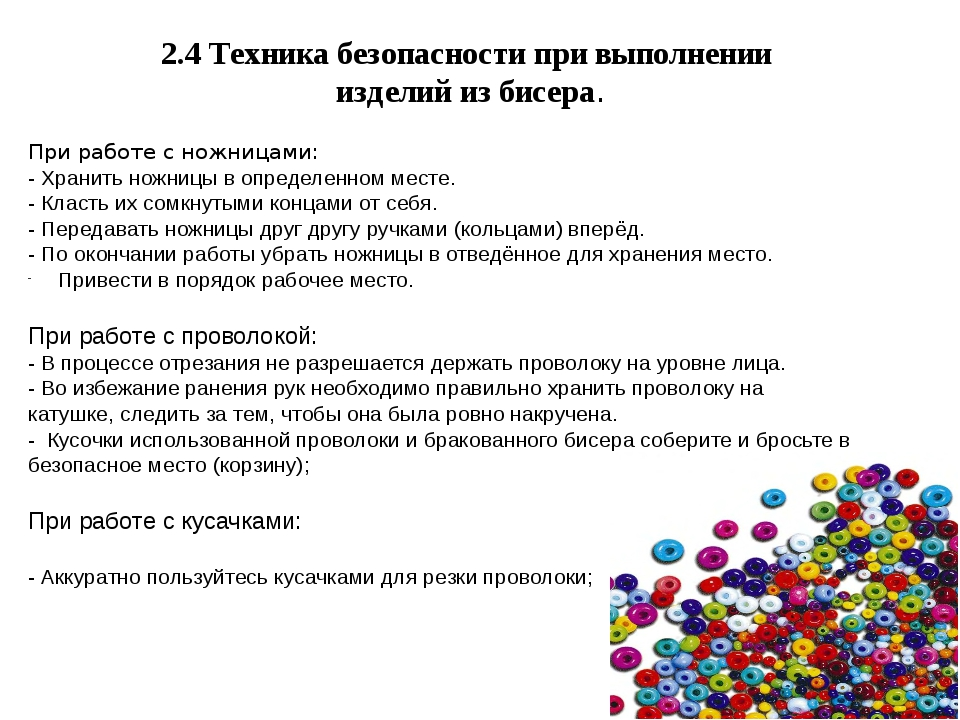 2.4 Техника безопасности при выполнении
изделий из бисера.
При работе с ножницами:
- Хранить ножницы в определенном месте.
- Класть их сомкнутыми концами от себя.
- Передавать ножницы друг другу ручками (кольцами) вперёд.
- По окончании работы убрать ножницы в отведённое для хранения место.
- Привести в порядок рабочее место.
При работе с проволокой:
- В процессе отрезания не разрешается держать проволоку на уровне лица.
- Во избежание ранения рук необходимо правильно хранить проволоку на
катушке, следить за тем, чтобы она была ровно накручена.
- Кусочки использованной проволоки и бракованного бисера соберите и бросьте в
безопасное место (корзину);
При работе с кусачками:
- Аккуратно пользуйтесь кусачками для резки проволоки;